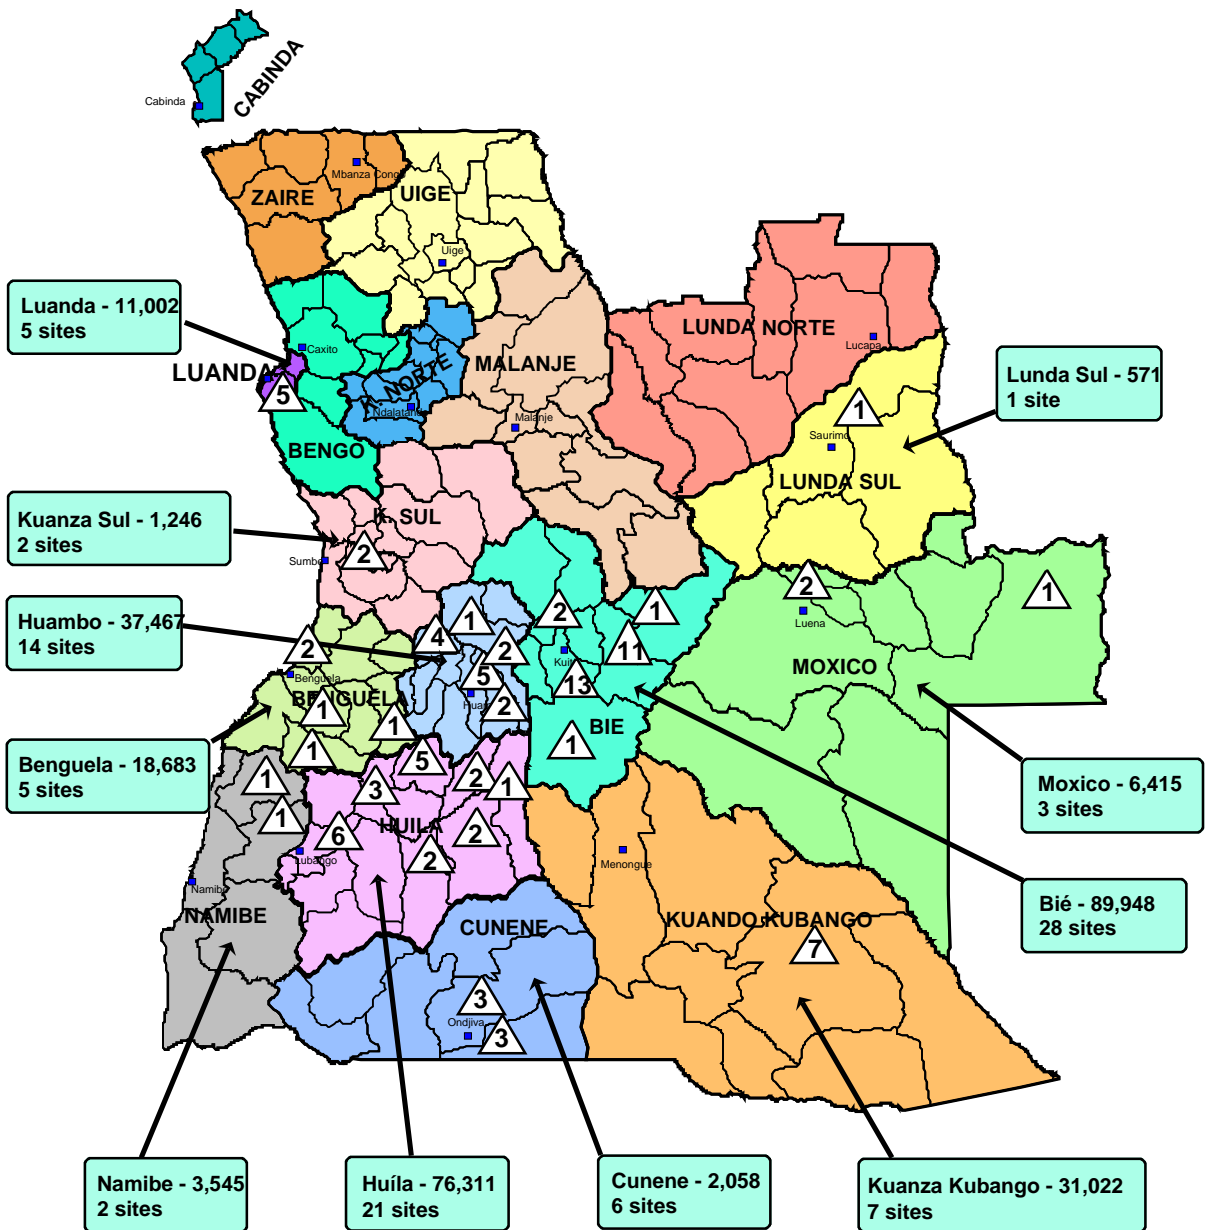 CABINDA
Cabinda
Mbanza Congo
ZAIRE
UIGE
Uige
Luanda - 11,002
5 sites
Caxito
LUANDA
5
K. NORTE
Ndalatando
MALANJE
Malanje
BENGO
LUNDA NORTE
Lucapa
Lunda Sul - 571
1 site
1
Saurimo
LUNDA SUL
Kuanza Sul - 1,246
2 sites
K. SUL
2
Sumbe
Huambo - 37,467
14 sites
1
4
2
5
2
Huambo
2
1
11
Kuito
13
BIE
1
2
Luena
1
MOXICO
2
Benguela
BENGUELA
1
1
1
Benguela - 18,683
5 sites
Moxico - 6,415
3 sites
1
1
5
3
2
1
6
HUILA
2
2
Lubango
Namibe
NAMIBE
Menongue
KUANDO KUBANGO
7
Bié - 89,948
28 sites
CUNENE
3
Ondjiva
3
Namibe - 3,545
2 sites
Huíla - 76,311
21 sites
Cunene - 2,058
6 sites
Kuanza Kubango - 31,022
7 sites